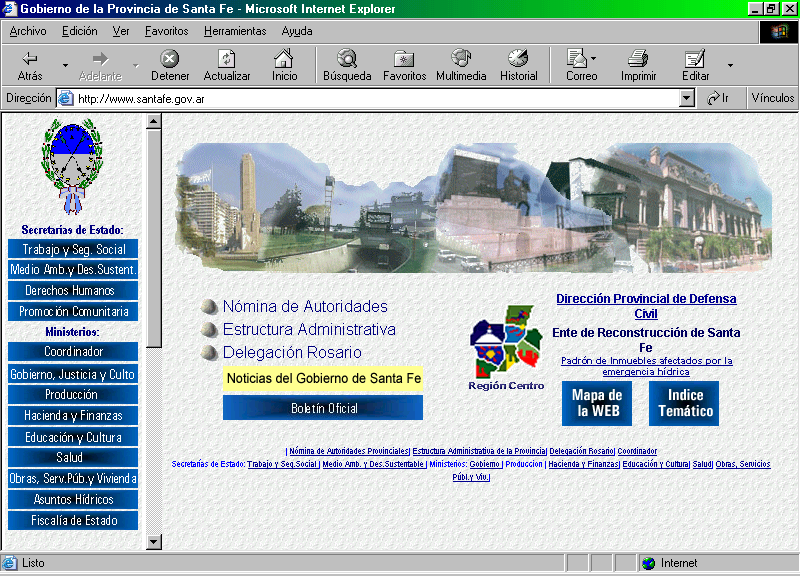 Gobierno de la Provincia de Santa Fe - Microsoft Internet Explorer
Archivo Edición Ver Favoritos Herramientas Ayuda
Atrás Adelante Detener Actualizar Inicio Búsqueda Favoritos Multimedia Historial Correo Imprimir Editar
Dirección http://www.santafe.gov.ar Ir Vínculos
Secretarías de Estado:
Trabajo y Seg. Social
Medio Amb.y Des.Sustent.
Derechos Humanos
Promoción Comunitaria
Ministerios:
Coordinador
Gobierno, Justicia y Culto
Producción
Hacienda y Finanzas
Educación y Cultura
Salud
Obras, Serv.Púb.y Vivienda
Asuntos Hídricos
Fiscalía de Estado
Nómina de Autoridades
Estructura Administrativa
Delegación Rosario
Noticias del Gobierno de Santa Fe
Boletín Oficial
Región Centro
Dirección Provincial de Defensa
Civil
Ente de Reconstrucción de Santa
Fe
Padrón de Inmuebles afectados por la
emergencia hídrica
Mapa de
la WEB
Indice
Temático
| Nómina de Autoridades Provinciales| Estructura Administrativa de la Provincia| Delegación Rosario| Coordinador
Secretarías de Estado: Trabajo y Seg.Social | Medio Amb. y Des.Sustentable | Ministerios: Gobierno | Produccion | Hacienda y Finanzas| Educación y Cultura| Salud| Obras, Servicios
Púb.y Viv.|
Listo Internet